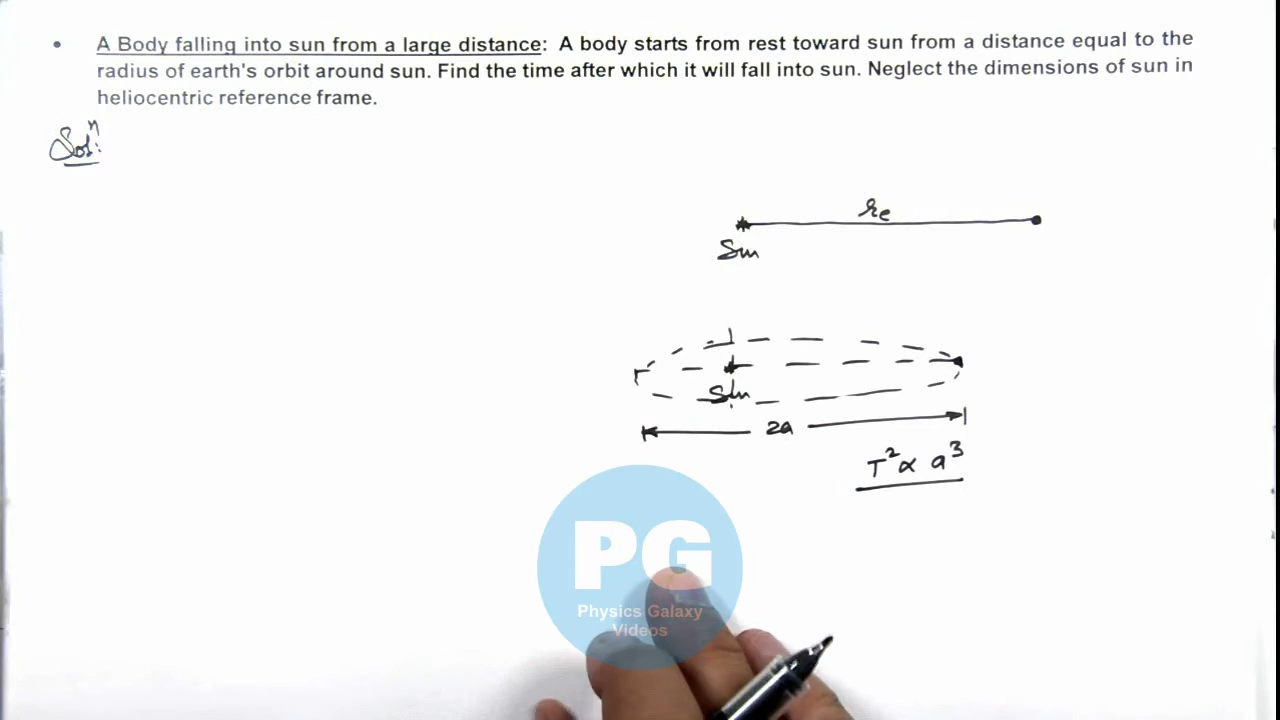 • A Body falling into sun from a large distance: A body starts from rest toward sun from a distance equal to the
radius of earth's orbit around sun. Find the time after which it will fall into sun. Neglect the dimensions of sun in
heliocentric reference frame.
Solⁿ:
rₑ
Sun
Sun
2a
T² ∝ a³
PG
Physics Galaxy
Videos